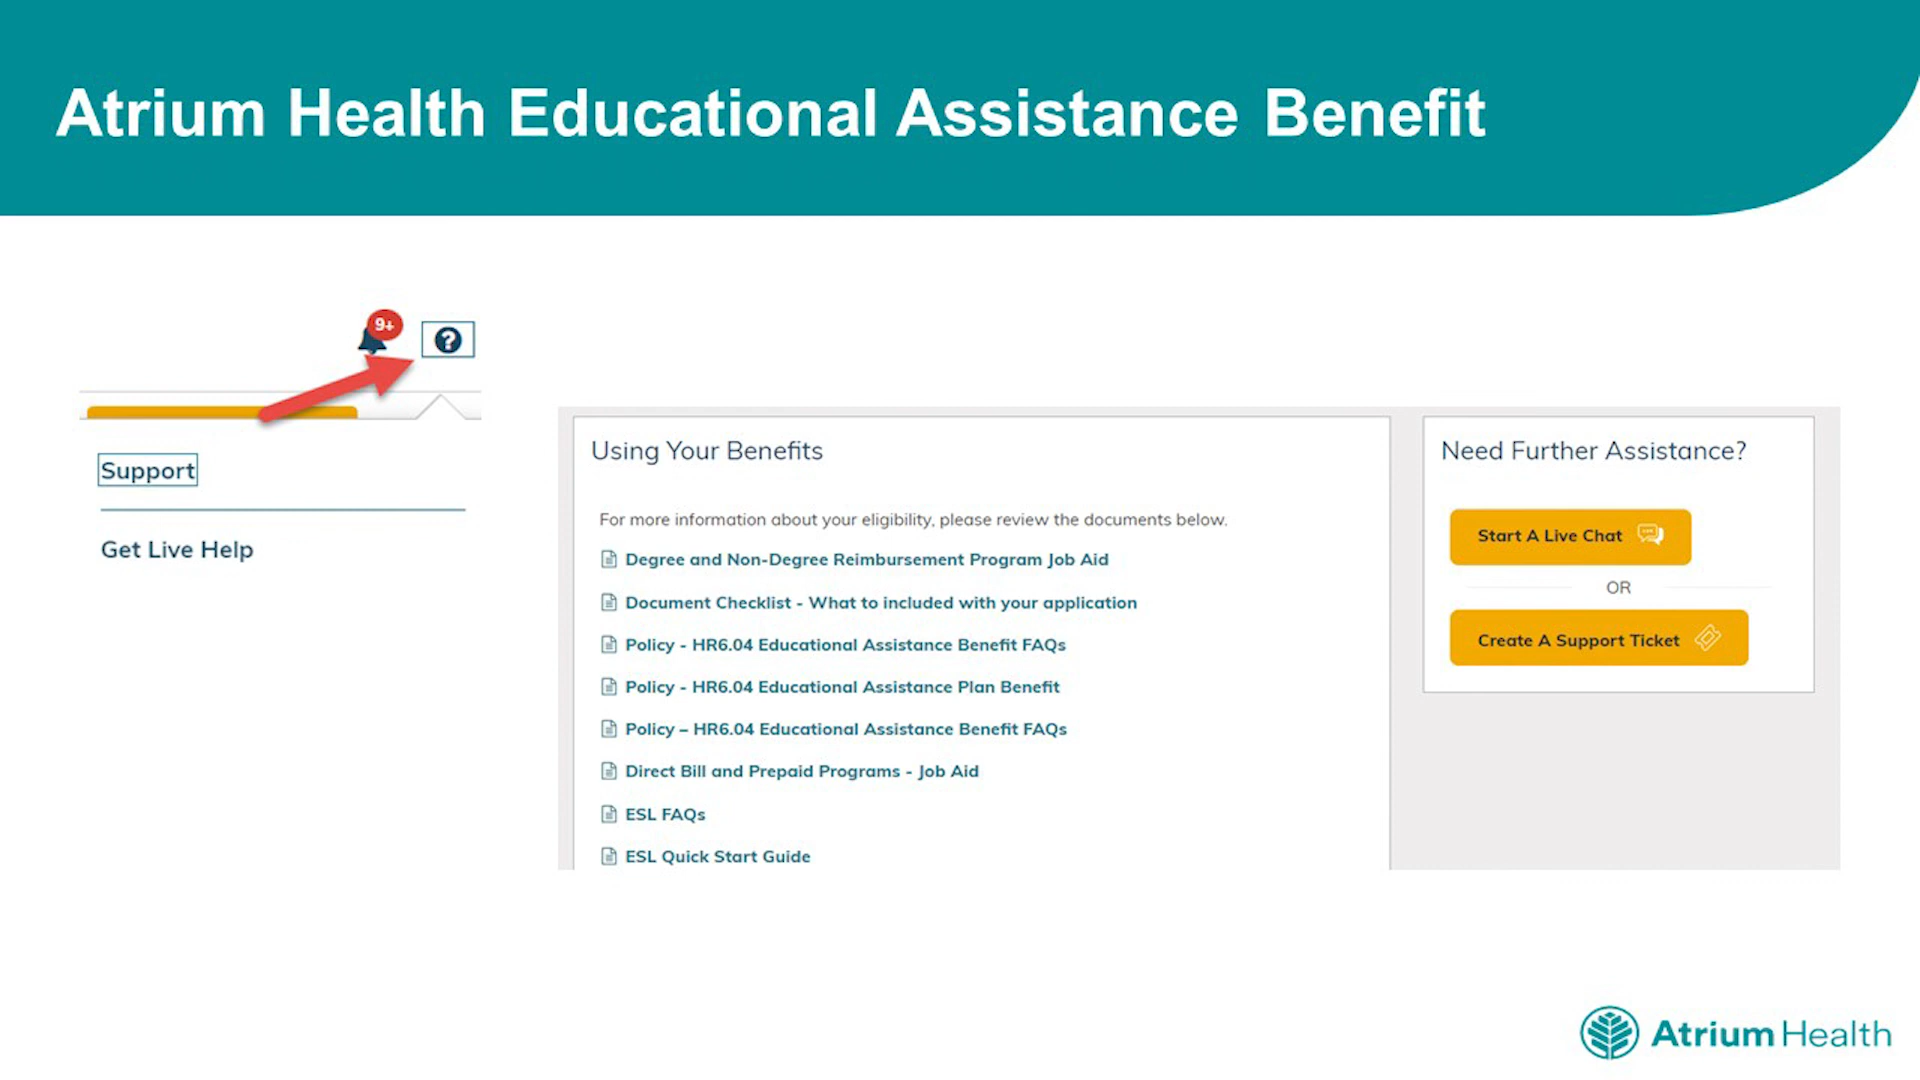 Atrium Health Educational Assistance Benefit
9+
?
Support
Get Live Help
Using Your Benefits
For more information about your eligibility, please review the documents below.
Degree and Non-Degree Reimbursement Program Job Aid
Document Checklist - What to included with your application
Policy - HR6.04 Educational Assistance Benefit FAQs
Policy - HR6.04 Educational Assistance Plan Benefit
Policy – HR6.04 Educational Assistance Benefit FAQs
Direct Bill and Prepaid Programs - Job Aid
ESL FAQs
ESL Quick Start Guide
Need Further Assistance?
Start A Live Chat
OR
Create A Support Ticket
Atrium Health